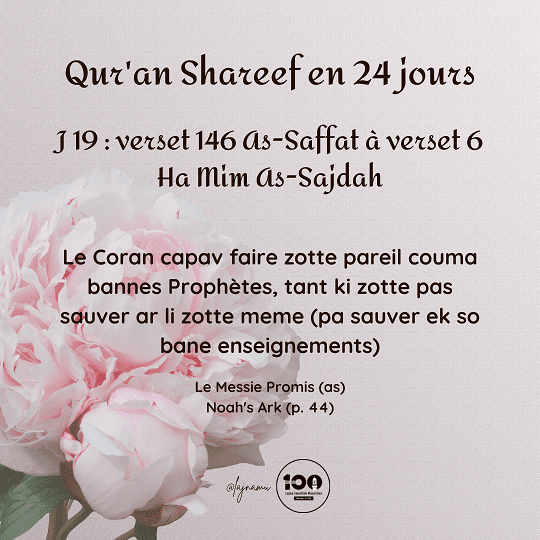 Qur'an Shareef en 24 jours
J 19 : verset 146 As-Saffat à verset 6
Ha Mim As-Sajdah
Le Coran capav faire zotte pareil couma
bannes Prophètes, tant ki zotte pas
sauver ar li zotte meme (pa sauver ek so
bane enseignements)
Le Messie Promis (as)
Noah's Ark (p. 44)
@lajnamu
100